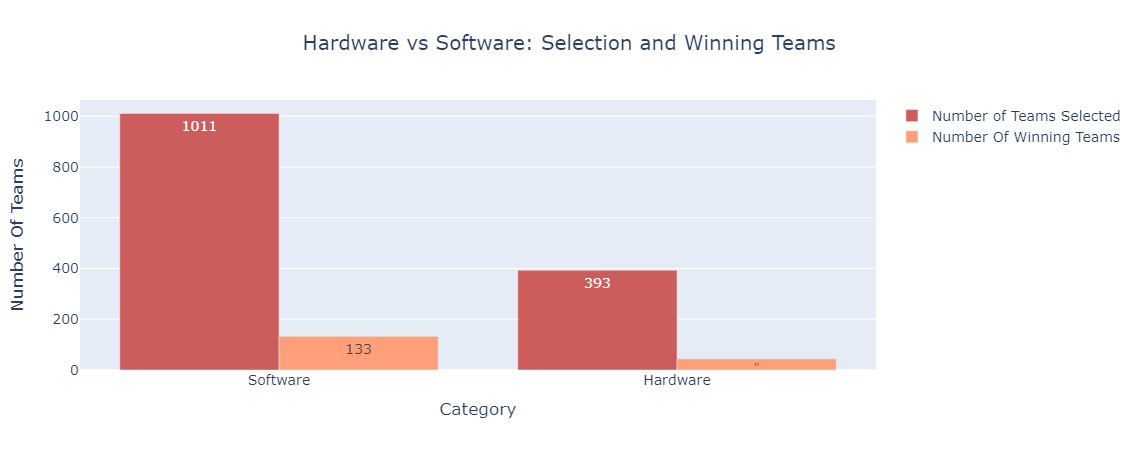 Hardware vs Software: Selection and Winning Teams
Number of Teams Selected
Number Of Winning Teams
Number Of Teams
1000
800
600
400
200
0
1011
133
393
Software
Hardware
Category